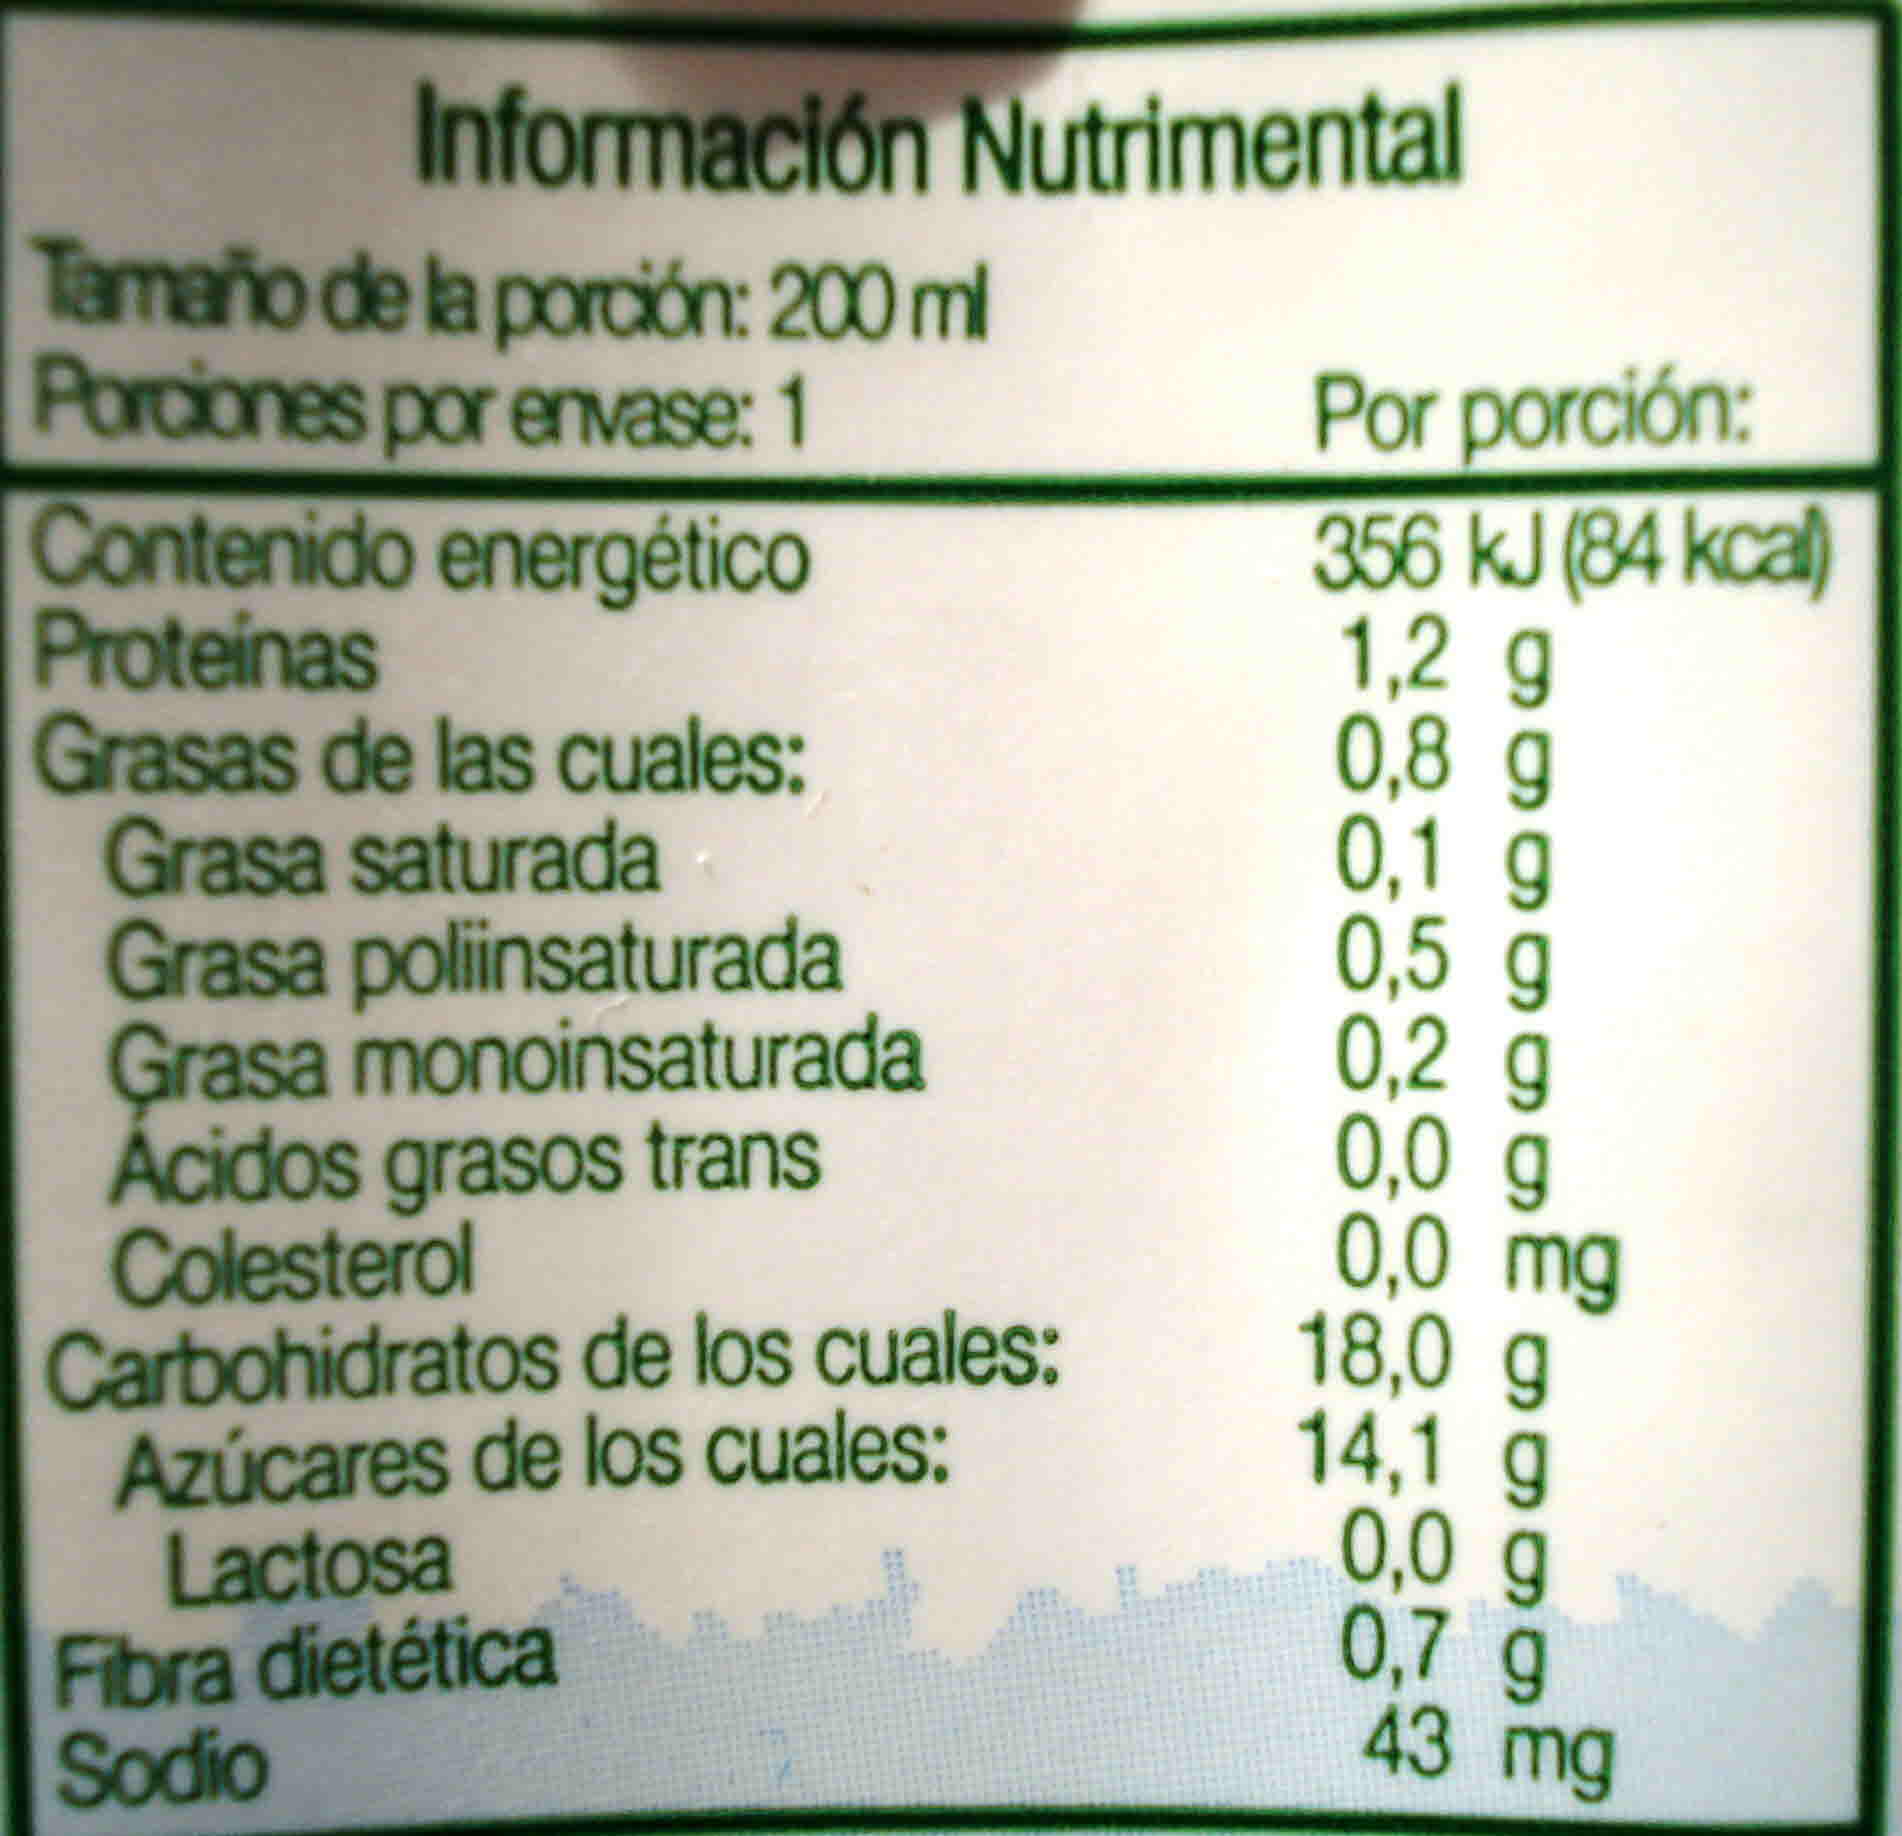 Información Nutrimental
Tamaño de la porción: 200 ml
Porciones por envase: 1 Por porción:
Contenido energético 356 kJ (84 kcal)
Proteínas 1,2 g
Grasas de las cuales: 0,8 g
Grasa saturada 0,1 g
Grasa poliinsaturada 0,5 g
Grasa monoinsaturada 0,2 g
Ácidos grasos trans 0,0 g
Colesterol 0,0 mg
Carbohidratos de los cuales: 18,0 g
Azúcares de los cuales: 14,1 g
Lactosa 0,0 g
Fibra dietética 0,7 g
Sodio 43 mg